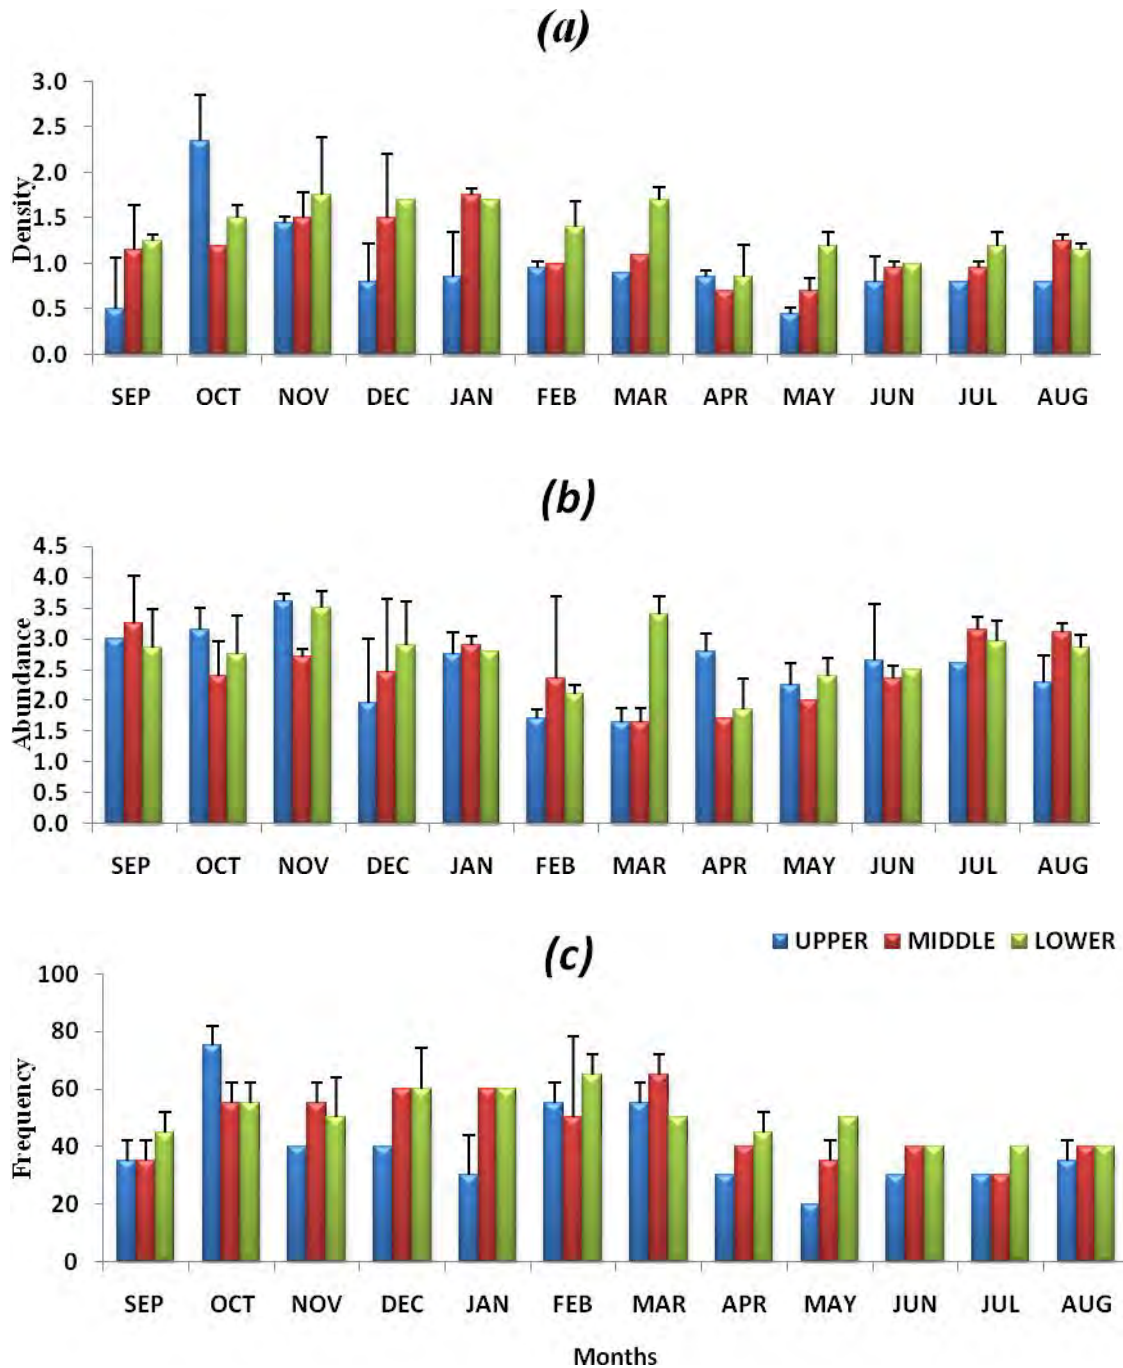 (a)
3.0
2.5
2.0
1.5
1.0
0.5
0.0
Density
SEP OCT NOV DEC JAN FEB MAR APR MAY JUN JUL AUG
(b)
4.5
4.0
3.5
3.0
2.5
2.0
1.5
1.0
0.5
0.0
Abundance
SEP OCT NOV DEC JAN FEB MAR APR MAY JUN JUL AUG
UPPER MIDDLE LOWER
(c)
100
80
60
40
20
0
Frequency
SEP OCT NOV DEC JAN FEB MAR APR MAY JUN JUL AUG
Months